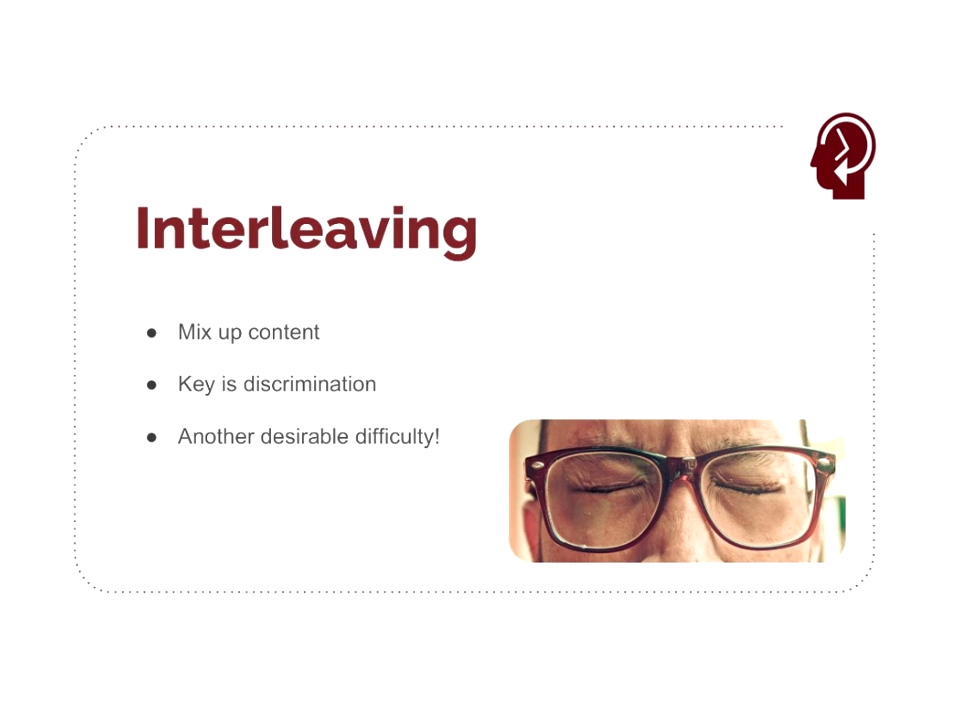 Interleaving
● Mix up content
● Key is discrimination
● Another desirable difficulty!